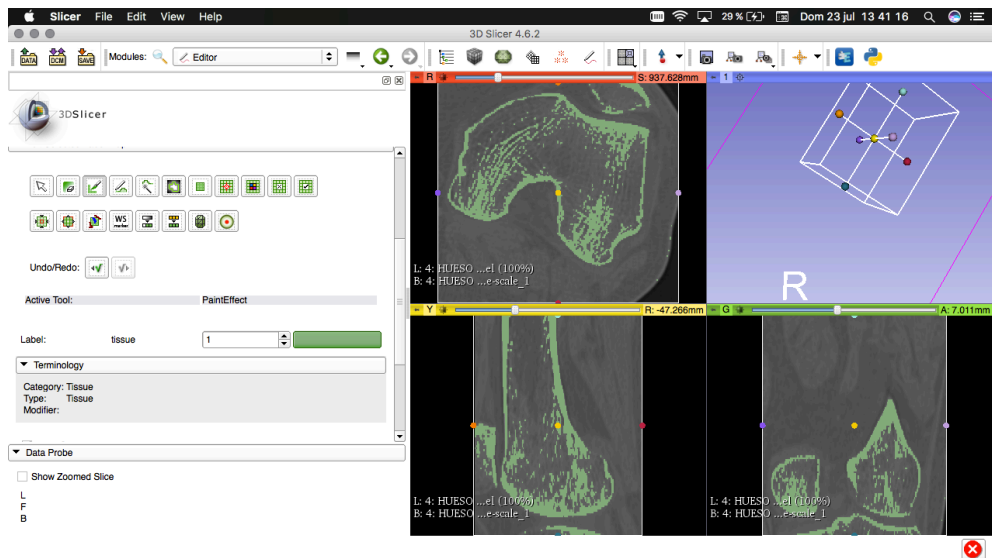 Slicer File Edit View Help
29 % Dom 23 jul 13 41 16
3D Slicer 4.6.2
DATA DCM SAVE Modules: Editor
3DSlicer
WS
marker
Undo/Redo:
Active Tool: PaintEffect
Label: tissue 1
Terminology
Category: Tissue
Type: Tissue
Modifier:
Data Probe
Show Zoomed Slice
L
F
B
R S: 937.628mm
L: 4: HUESO ...el (100%)
B: 4: HUESO ...e-scale_1
1
R
Y R: -47.266mm
L: 4: HUESO ...el (100%)
B: 4: HUESO ...e-scale_1
G A: 7.011mm
L: 4: HUESO ...el (100%)
B: 4: HUESO ...e-scale_1